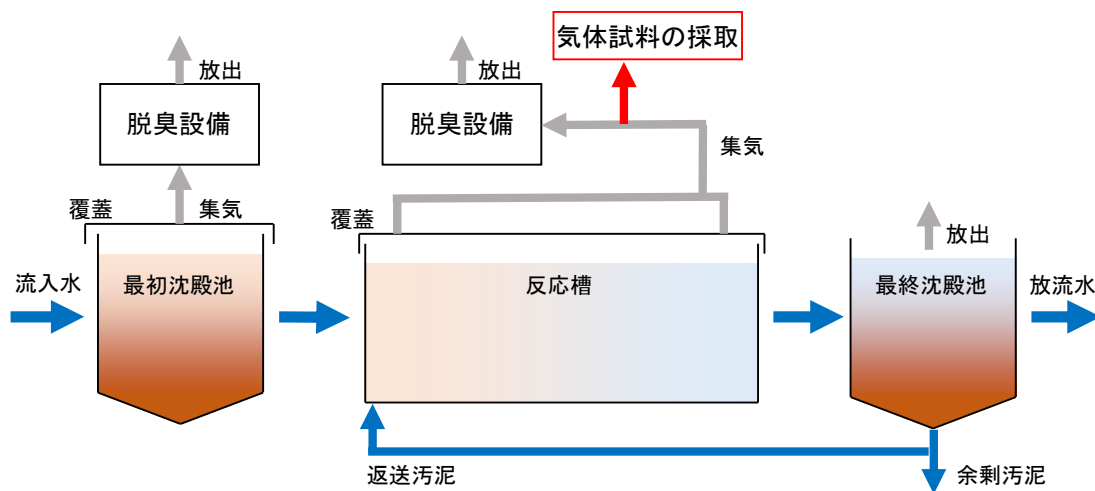 気体試料の採取
放出
放出
脱臭設備
脱臭設備
集気
覆蓋
集気
覆蓋
放出
流入水
最初沈殿池
反応槽
最終沈殿池
放流水
返送汚泥
余剰汚泥